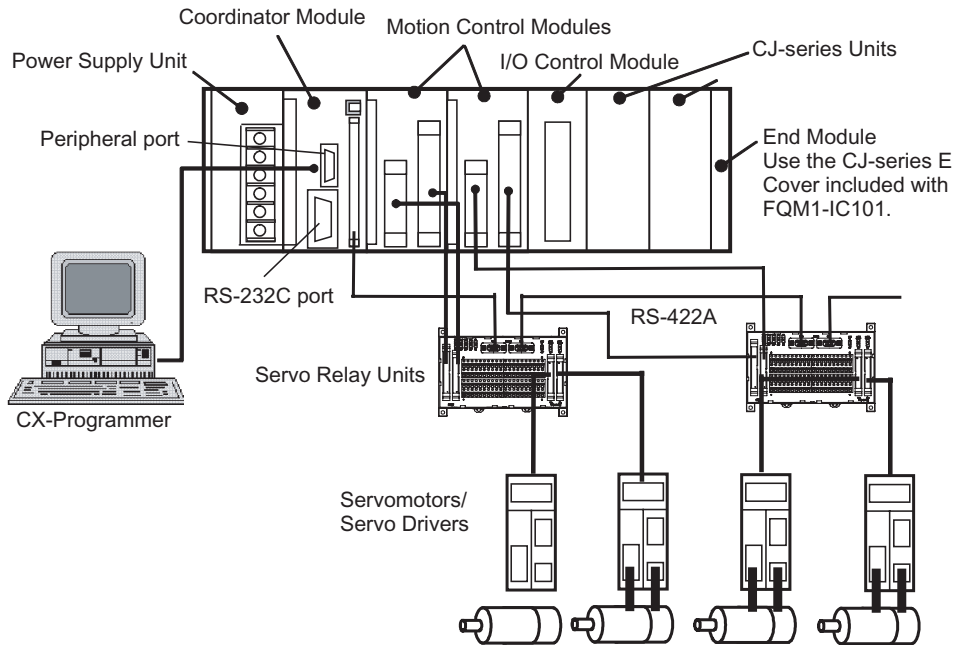 Coordinator Module
Motion Control Modules
CJ-series Units
Power Supply Unit
I/O Control Module
Peripheral port
End Module
Use the CJ-series E
Cover included with
FQM1-IC101.
RS-232C port
RS-422A
Servo Relay Units
CX-Programmer
Servomotors/
Servo Drivers